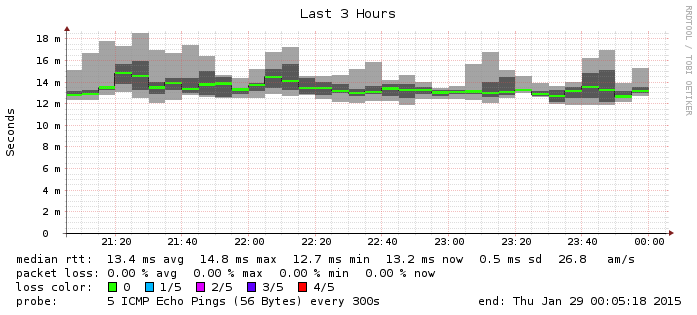 Last 3 Hours
RRDTOOL / TOBI OETIKER
Seconds
18 m
16 m
14 m
12 m
10 m
8 m
6 m
4 m
2 m
0
21:20 21:40 22:00 22:20 22:40 23:00 23:20 23:40 00:00
median rtt: 13.4 ms avg 14.8 ms max 12.7 ms min 13.2 ms now 0.5 ms sd 26.8 am/s
packet loss: 0.00 % avg 0.00 % max 0.00 % min 0.00 % now
loss color: 0 1/5 2/5 3/5 4/5
probe: 5 ICMP Echo Pings (56 Bytes) every 300s end: Thu Jan 29 00:05:18 2015